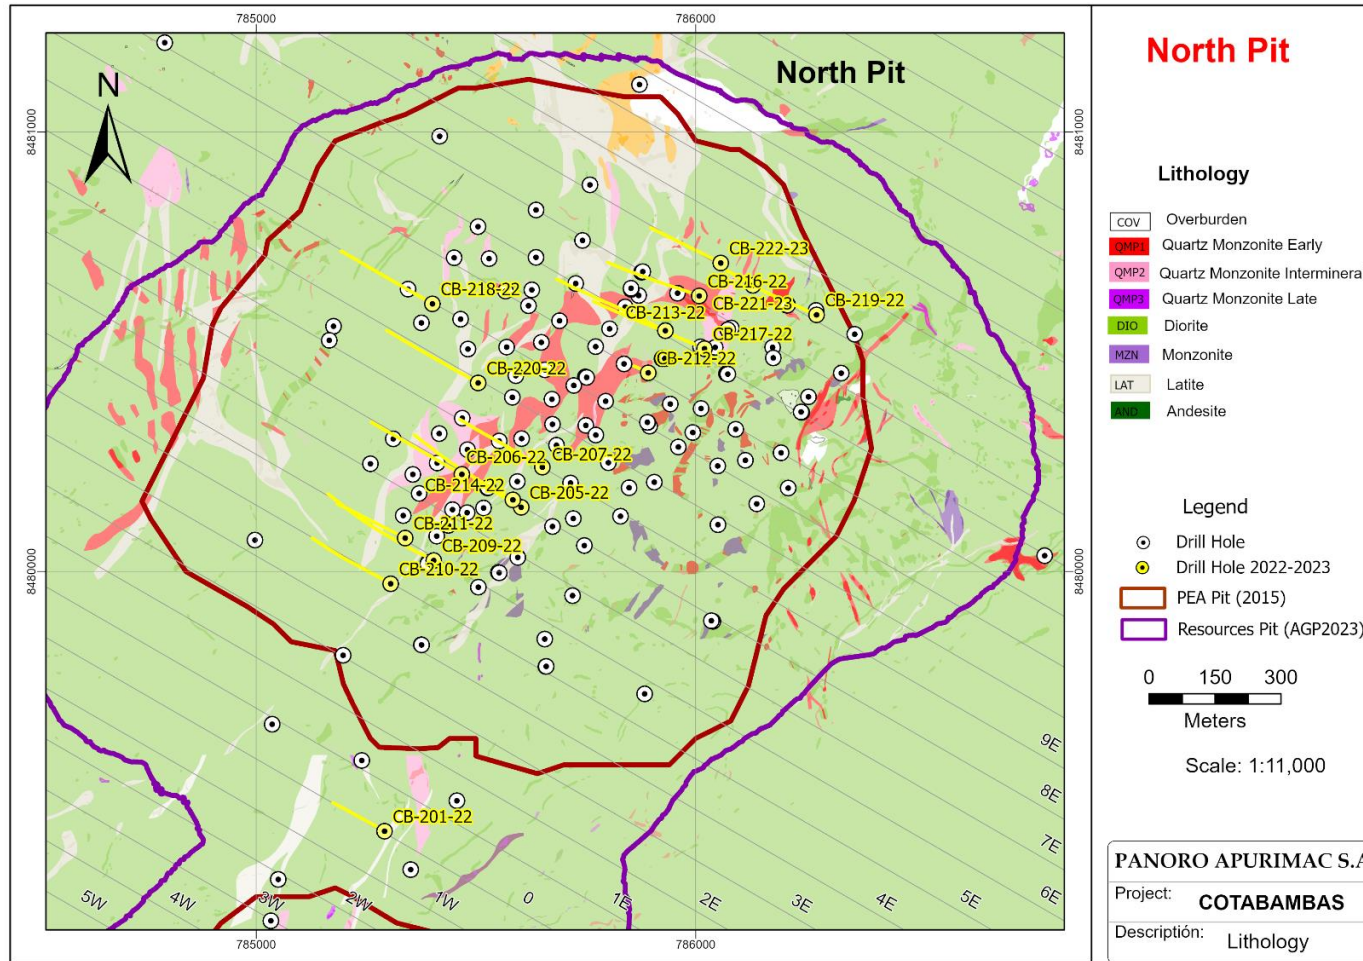 785000
786000
North Pit
North Pit
N
8481000
8481000
CB-222-23
CB-216-22
CB-218-22
CB-221-23
CB-219-22
CB-213-22
CB-217-22
CB-212-22
CB-220-22
CB-206-22
CB-207-22
CB-214-22
CB-205-22
CB-211-22
CB-209-22
CB-210-22
8480000
8480000
CB-201-22
9E
8E
7E
6E
5W
4W
3W
2W
1W
0
1E
2E
3E
4E
5E
785000
786000
Lithology
COV Overburden
QMP1 Quartz Monzonite Early
QMP2 Quartz Monzonite Interminera
QMP3 Quartz Monzonite Late
DIO Diorite
MZN Monzonite
LAT Latite
AND Andesite
Legend
Drill Hole
Drill Hole 2022-2023
PEA Pit (2015)
Resources Pit (AGP2023)
0 150 300
Meters
Scale: 1:11,000
PANORO APURIMAC S.A
Project: COTABAMBAS
Descriptión: Lithology